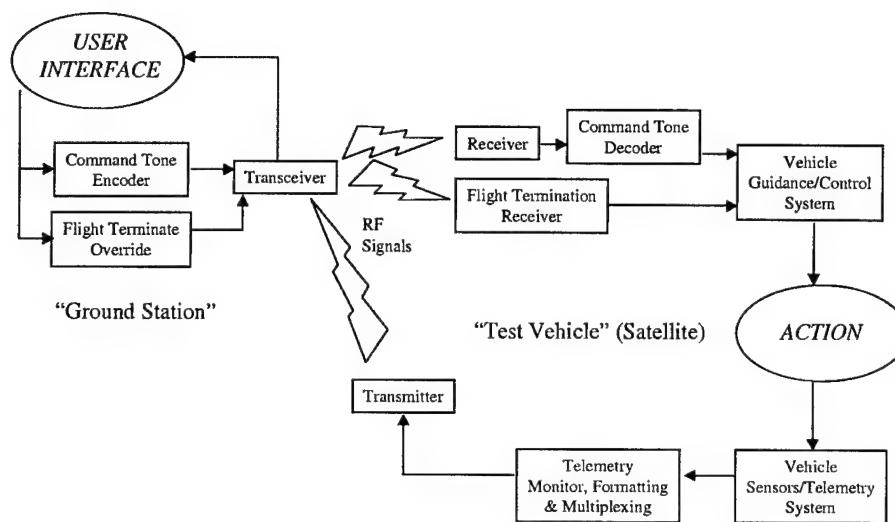 USER
INTERFACE
Command Tone
Encoder
Transceiver
Flight Terminate
Override
"Ground Station"
RF
Signals
Receiver
Command Tone
Decoder
Flight Termination
Receiver
Vehicle
Guidance/Control
System
"Test Vehicle" (Satellite)
ACTION
Transmitter
Telemetry
Monitor, Formatting
& Multiplexing
Vehicle
Sensors/Telemetry
System